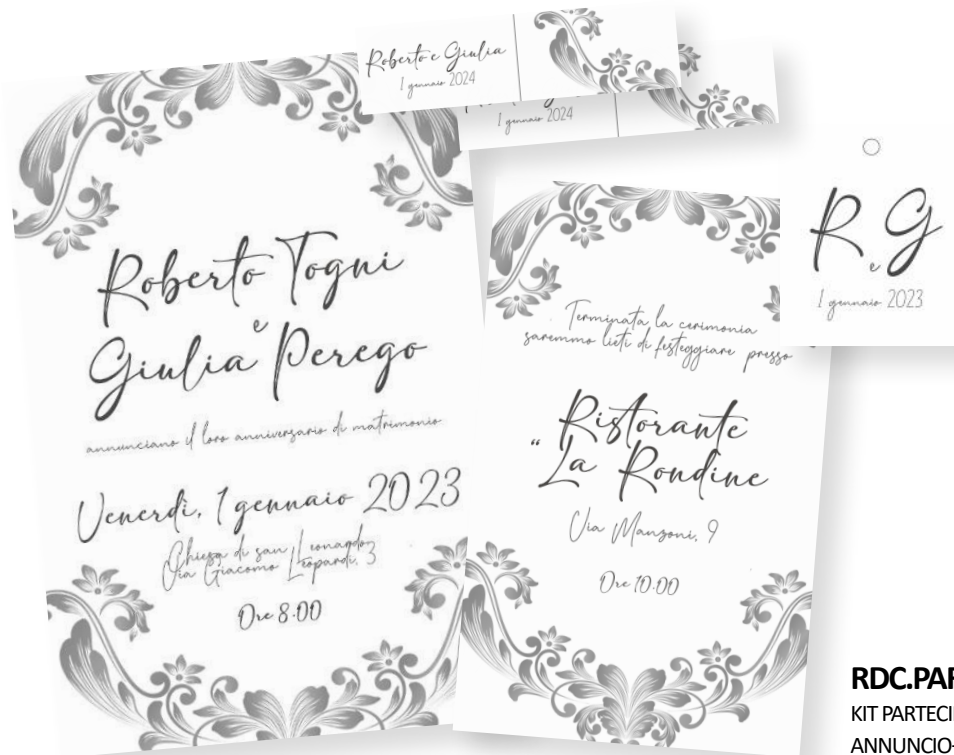 Roberto e Giulia
1 gennaio 2024
1 gennaio 2024
R e G
1 gennaio 2023
Roberto Togni
e
Giulia Perego
annunciano il loro anniversario di matrimonio
Venerdì, 1 gennaio 2023
Chiesa di san Leonardo
Via Giacomo Leopardi, 3
Ore 8.00
Terminata la cerimonia
saremmo lieti di festeggiare presso
Ristorante
" La Rondine
Via Manzoni, 9
Ore 10.00
RDC.PAR
KIT PARTECI
ANNUNCIO-